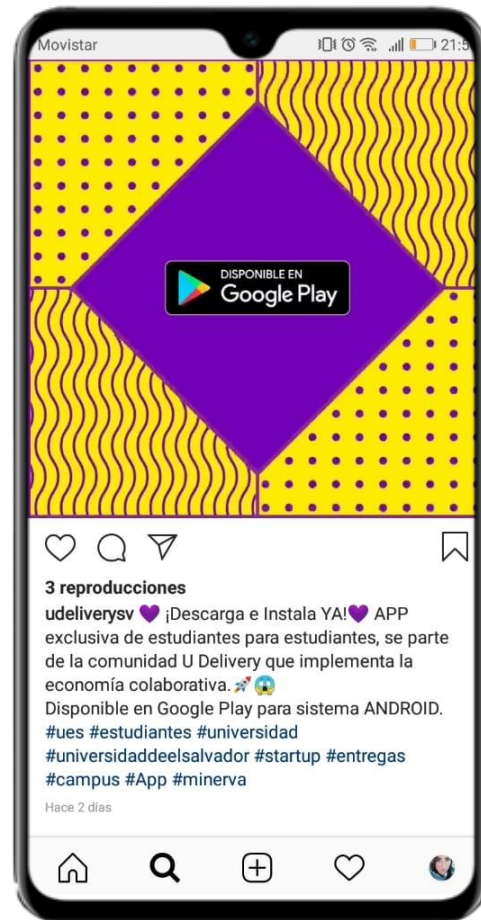 Movistar 21:5
DISPONIBLE EN
Google Play
3 reproducciones
udeliverysv 💜 ¡Descarga e Instala YA!💜 APP
exclusiva de estudiantes para estudiantes, se parte
de la comunidad U Delivery que implementa la
economía colaborativa. 🚀😱
Disponible en Google Play para sistema ANDROID.
#ues #estudiantes #universidad
#universidaddeelsalvador #startup #entregas
#campus #App #minerva
Hace 2 días